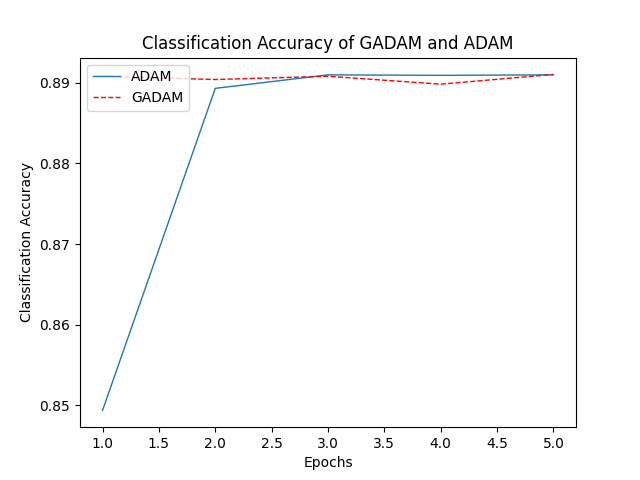 Classification Accuracy of GADAM and ADAM
ADAM
GADAM
0.89
0.88
0.87
0.86
0.85
Classification Accuracy
1.0 1.5 2.0 2.5 3.0 3.5 4.0 4.5 5.0
Epochs